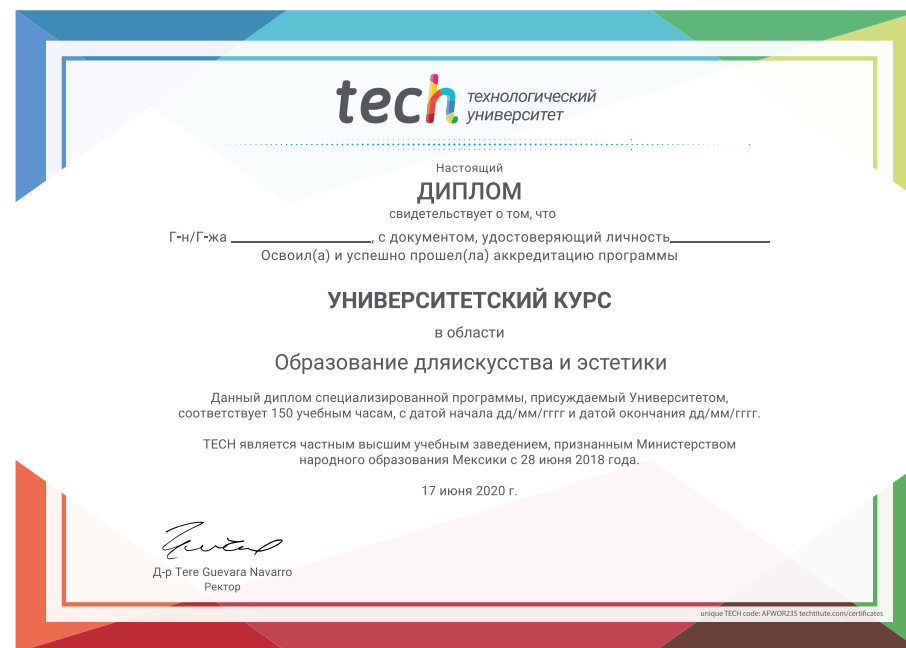 tech технологический
университет
Настоящий
ДИПЛОМ
свидетельствует о том, что
Г-н/Г-жа ____________________, с документом, удостоверяющий личность______________
Освоил(а) и успешно прошел(ла) аккредитацию программы
УНИВЕРСИТЕТСКИЙ КУРС
в области
Образование дляискусства и эстетики
Данный диплом специализированной программы, присуждаемый Университетом,
соответствует 150 учебным часам, с датой начала дд/мм/гггг и датой окончания дд/мм/гггг.
TECH является частным высшим учебным заведением, признанным Министерством
народного образования Мексики с 28 июня 2018 года.
17 июня 2020 г.
Д-р Tere Guevara Navarro
Ректор
unique TECH code: AFWOR23S techtitute.com/certificates